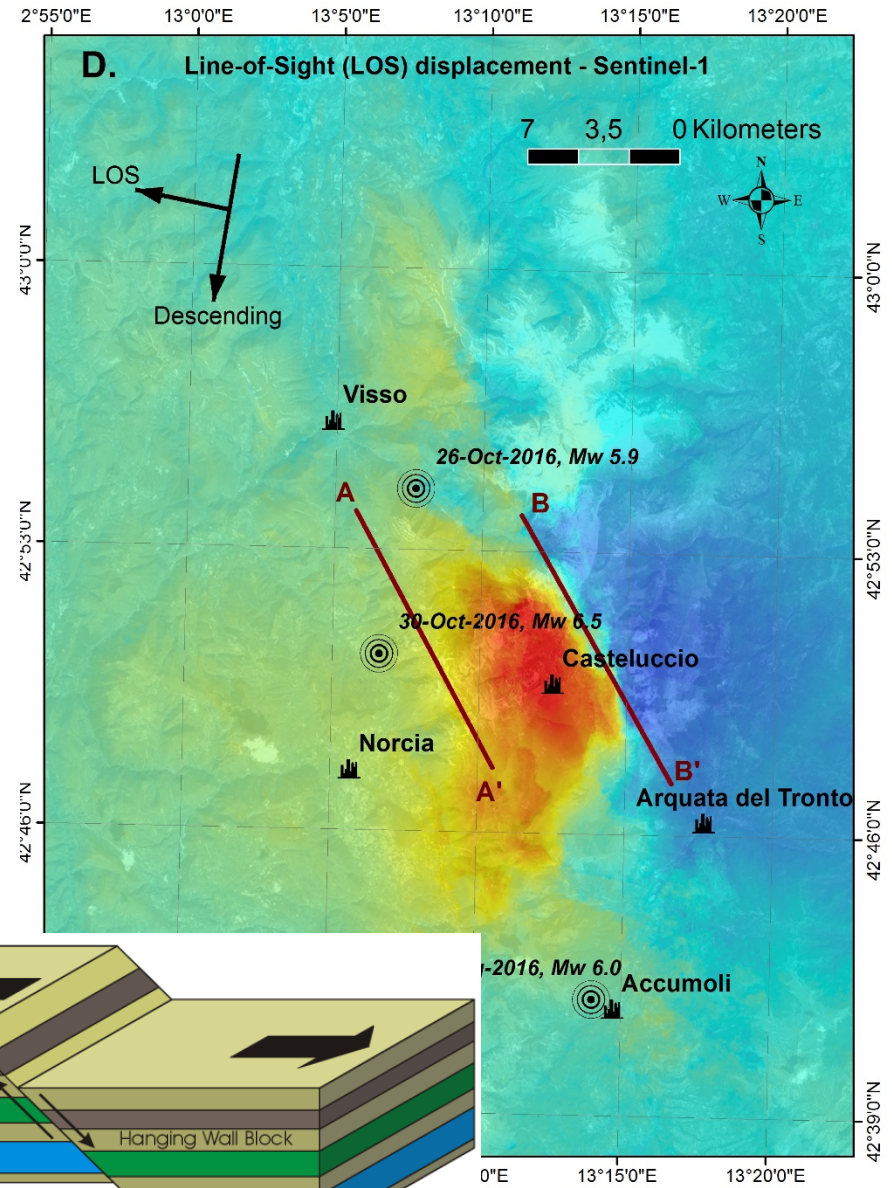 2°55'0"E 13°0'0"E 13°5'0"E 13°10'0"E 13°15'0"E 13°20'0"E
D. Line-of-Sight (LOS) displacement - Sentinel-1
7 3,5 0 Kilometers
N
W E
S
LOS
Descending
43°0'0"N 43°0'0"N
Visso
26-Oct-2016, Mw 5.9
A B
42°53'0"N 42°53'0"N
30-Oct-2016, Mw 6.5
Casteluccio
Norcia
A' B'
Arquata del Tronto
42°46'0"N 42°46'0"N
-2016, Mw 6.0
Accumoli
Hanging Wall Block
42°39'0"N
0"E 13°15'0"E 13°20'0"E